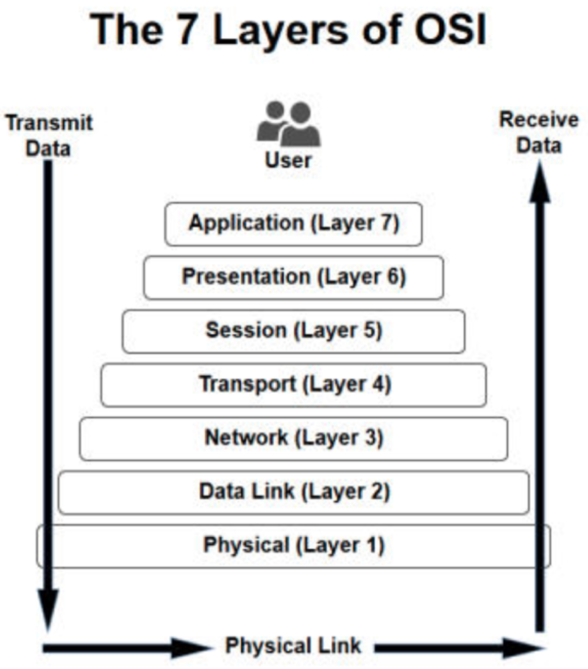 The 7 Layers of OSI
Transmit
Data
User
Receive
Data
Application (Layer 7)
Presentation (Layer 6)
Session (Layer 5)
Transport (Layer 4)
Network (Layer 3)
Data Link (Layer 2)
Physical (Layer 1)
Physical Link